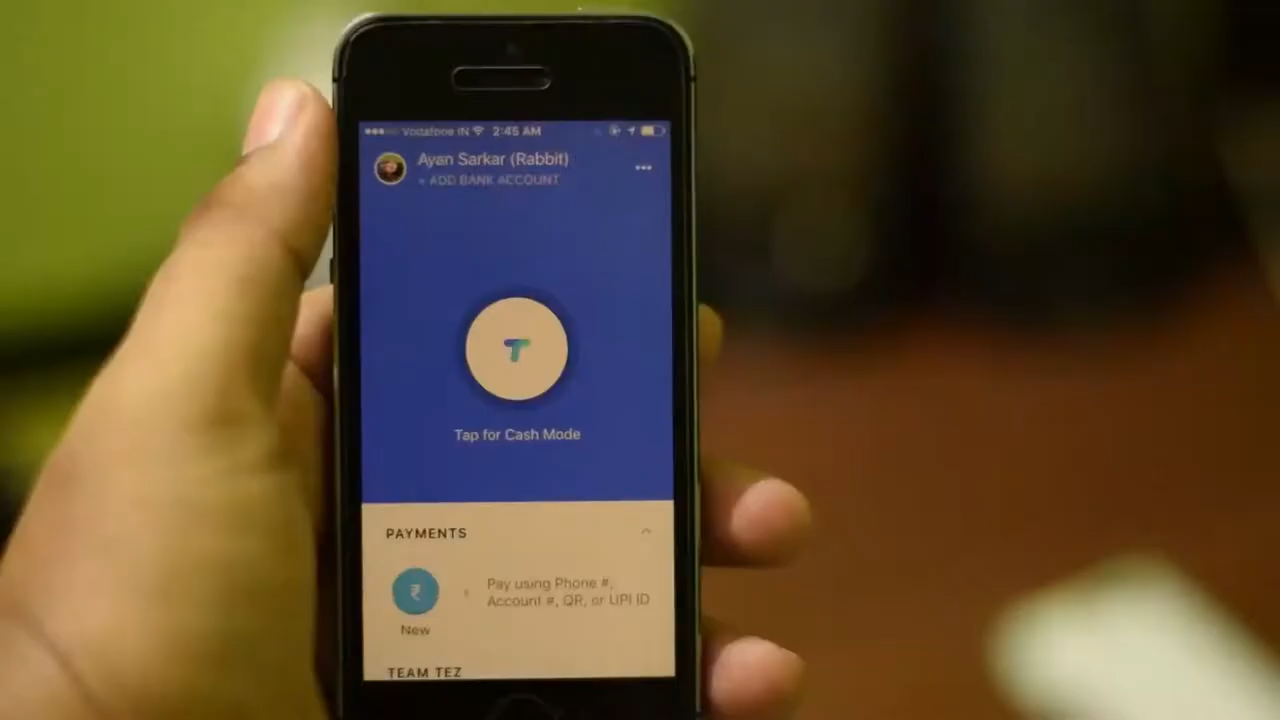 Vodafone IN 2:45 AM
Ayan Sarkar (Rabbit)
+ ADD BANK ACCOUNT
T
Tap for Cash Mode
PAYMENTS
₹
Pay using Phone #,
Account #, QR, or UPI ID
New
TEAM TEZ